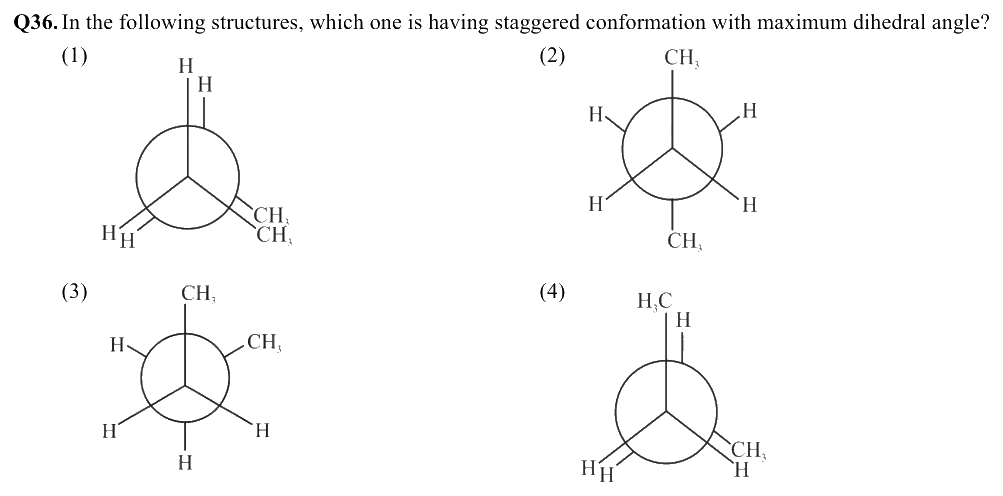 Q36. In the following structures, which one is having staggered conformation with maximum dihedral angle?
(1)
H
H
H
H
CH₃
CH₃
(2)
CH₃
H
H
H
H
CH₃
(3)
CH₃
H
CH₃
H
H
H
(4)
H₃C
H
CH₃
H
H
H